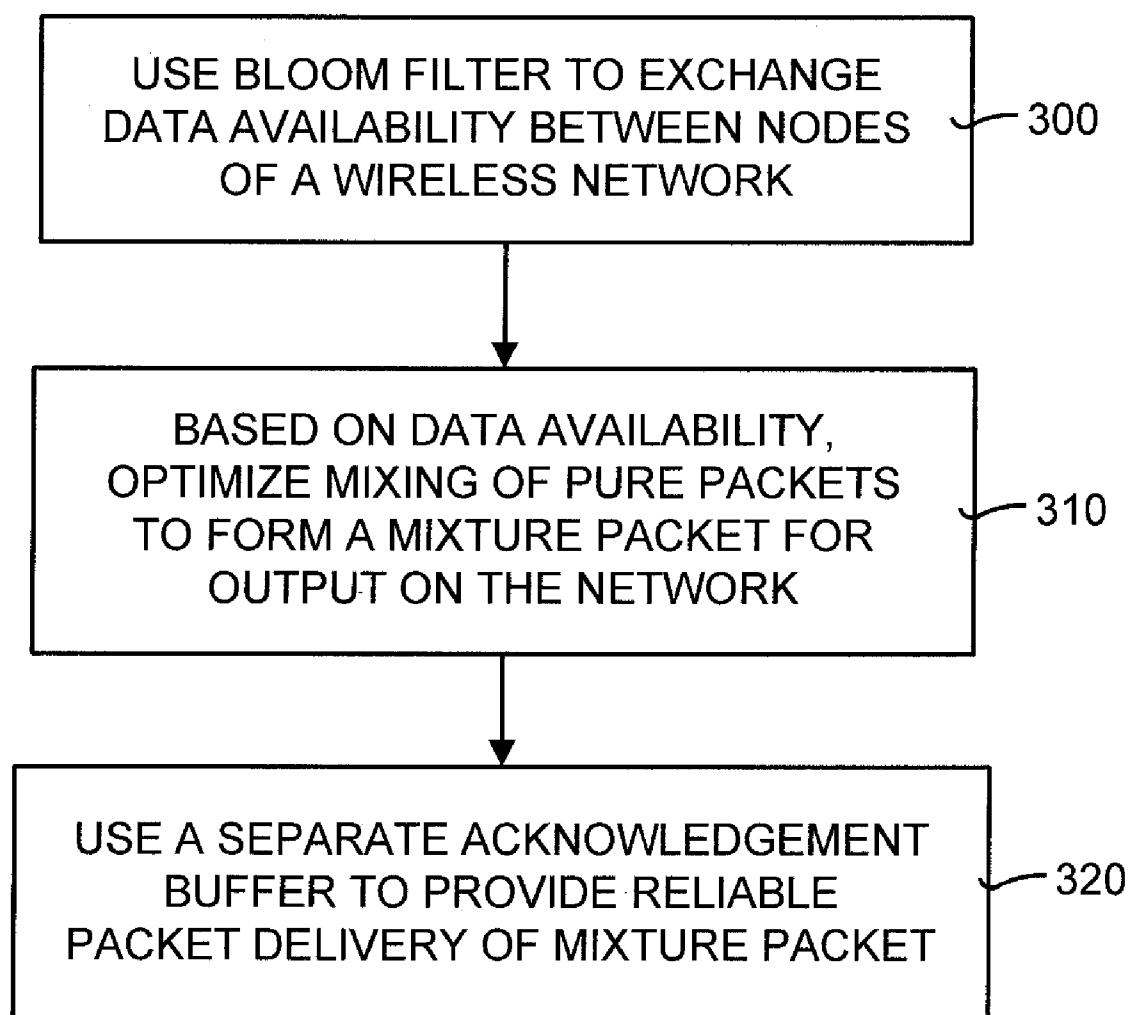 USE BLOOM FILTER TO EXCHANGE
DATA AVAILABILITY BETWEEN NODES
OF A WIRELESS NETWORK
300
BASED ON DATA AVAILABILITY,
OPTIMIZE MIXING OF PURE PACKETS
TO FORM A MIXTURE PACKET FOR
OUTPUT ON THE NETWORK
310
USE A SEPARATE ACKNOWLEDGEMENT
BUFFER TO PROVIDE RELIABLE
PACKET DELIVERY OF MIXTURE PACKET
320